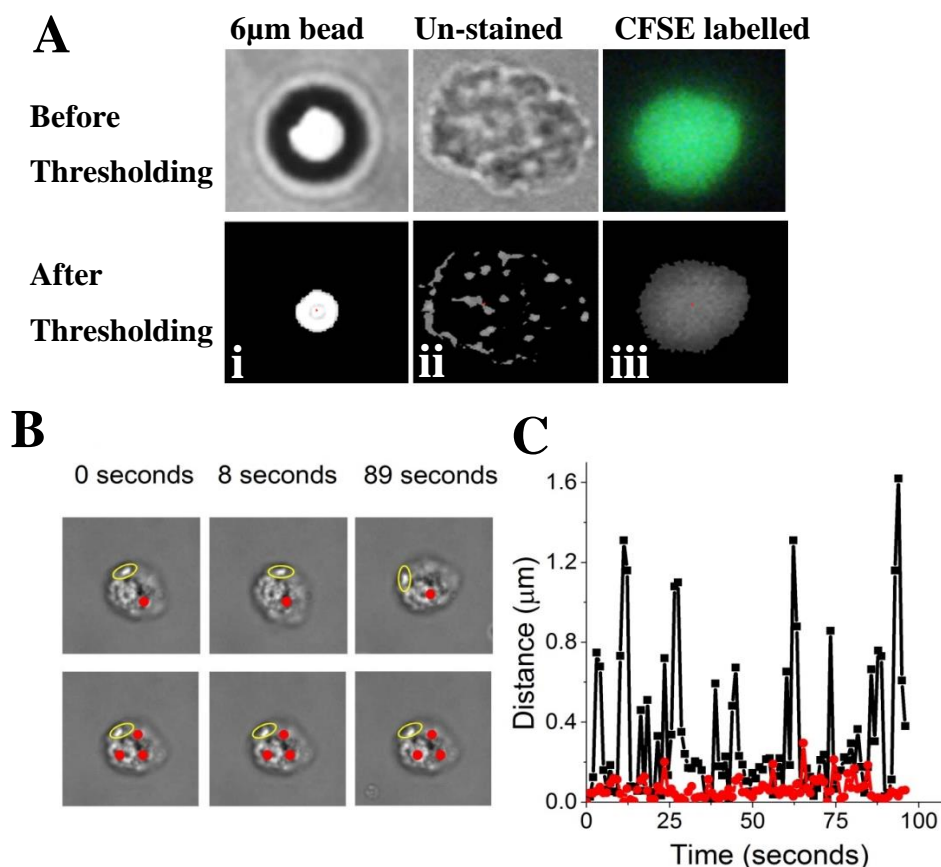 A
6µm bead
Un-stained
CFSE labelled
Before
Thresholding
After
Thresholding
i
ii
iii
B
0 seconds
8 seconds
89 seconds
C
Distance (µm)
1.6
1.2
0.8
0.4
0.0
0
25
50
75
100
Time (seconds)